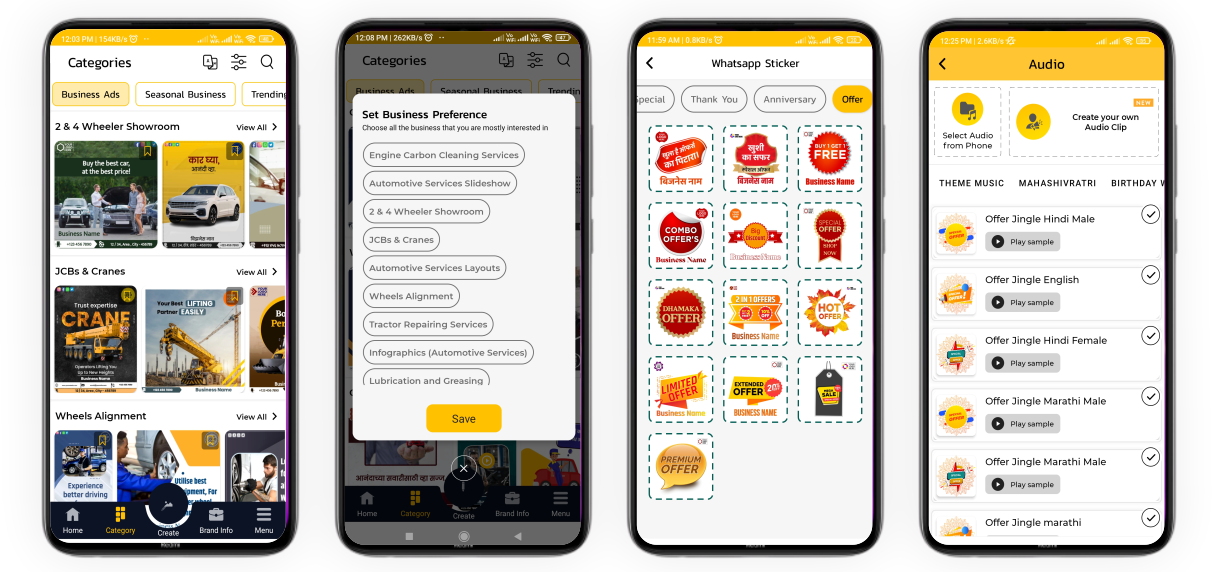 12:03 PM | 154KB/s
Categories
Business Ads
Seasonal Business
Trending
2 & 4 Wheeler Showroom
View All
Buy the best car,
at the best price!
Business Name
कार घ्या,
आनंदी व्हा.
बिझनेस नाव
JCBs & Cranes
View All
Trust expertise
CRANE
Operators Lifting You
Up to New Heights
Business Name
Your Best LIFTING
Partner EASILY
Business Name
Wheels Alignment
View All
Experience
better driving
Utilise best
Home
Category
Create
Brand Info
Menu
12:08 PM | 262KB/s
Categories
Business Ads
Seasonal Business
Trendin
Set Business Preference
Choose all the business that you are mostly interested in
Engine Carbon Cleaning Services
Automotive Services Slideshow
2 & 4 Wheeler Showroom
JCBs & Cranes
Automotive Services Layouts
Wheels Alignment
Tractor Repairing Services
Infographics (Automotive Services)
Lubrication and Greasing
Save
आनंदाच्या सवारीसाठी व्हा सज्ज
Home
Category
Create
Brand Info
Menu
11:59 AM | 0.8KB/s
Whatsapp Sticker
Special
Thank You
Anniversary
Offer
खुला है ऑफर्स
का पिटारा!
बिजनेस नाम
खुशी
का सफर
स्पेशल ऑफर
बिजनेस नाम
BUY 1 GET 1
FREE
Business Name
COMBO
OFFER'S
Business Name
Big
Discount
Business Name
SPECIAL
OFFER
SHOP
NOW
DHAMAKA
OFFER
2 IN 1 OFFERS
Business Name
HOT
OFFER
LIMITED
OFFER
Business Name
EXTENDED
OFFER
BUSINESS NAME
MEGA
SALE
PREMIUM
OFFER
12:25 PM | 2.6KB/s
Audio
Select Audio
from Phone
NEW
Create your own
Audio Clip
THEME MUSIC
MAHASHIVRATRI
BIRTHDAY
Offer Jingle Hindi Male
Play sample
Offer Jingle English
Play sample
Offer Jingle Hindi Female
Play sample
Offer Jingle Marathi Male
Play sample
Offer Jingle Marathi Male
Play sample
Offer Jingle marathi